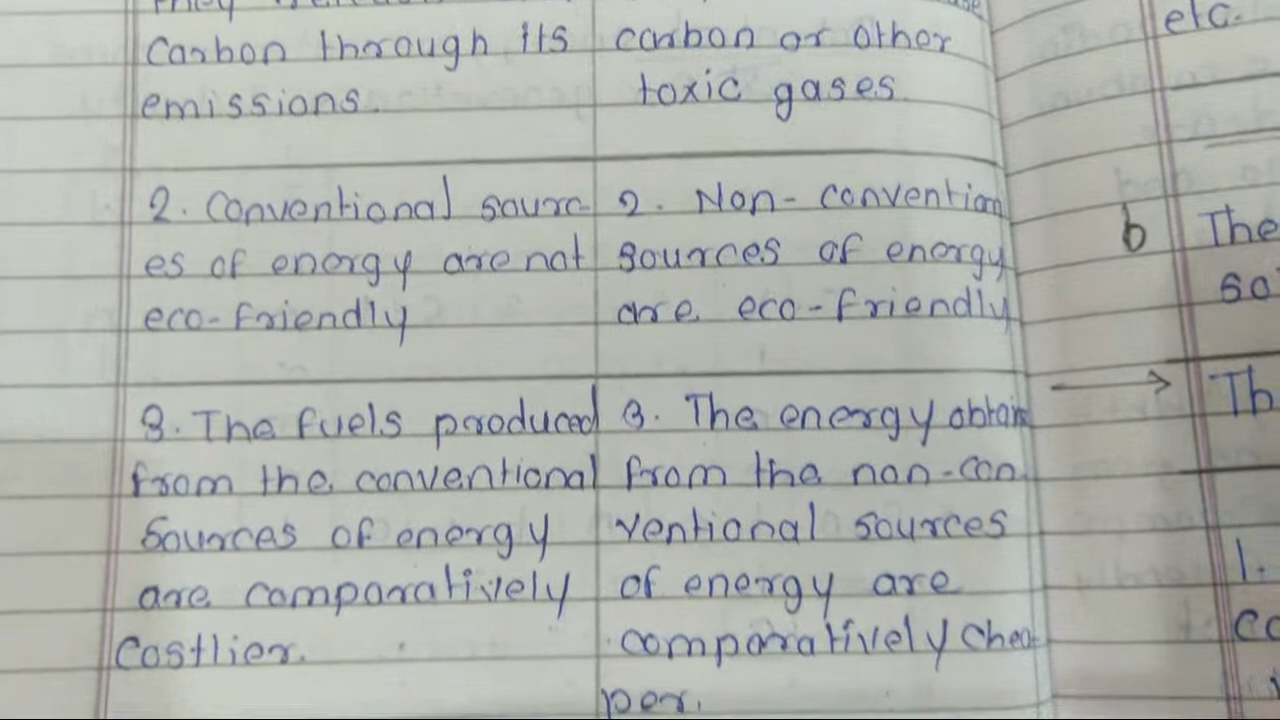 Carbon through its
emissions.
2. Conventional sourc
es of energy are not
eco-friendly
3. The fuels produced
from the conventional
sources of energy
are comparatively
Costlier.
carbon or other
toxic gases
2. Non-convention
sources of energy
are eco-friendly
3. The energy obtain
from the non-con
ventional sources
of energy are
comparatively chea
per.
etc.
b The
so
Th
1.